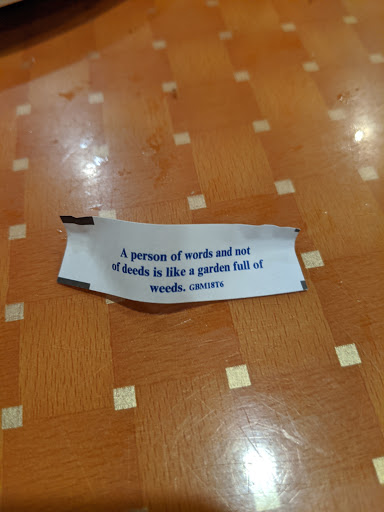 A person of words and not
of deeds is like a garden full of
weeds. GBM18T6